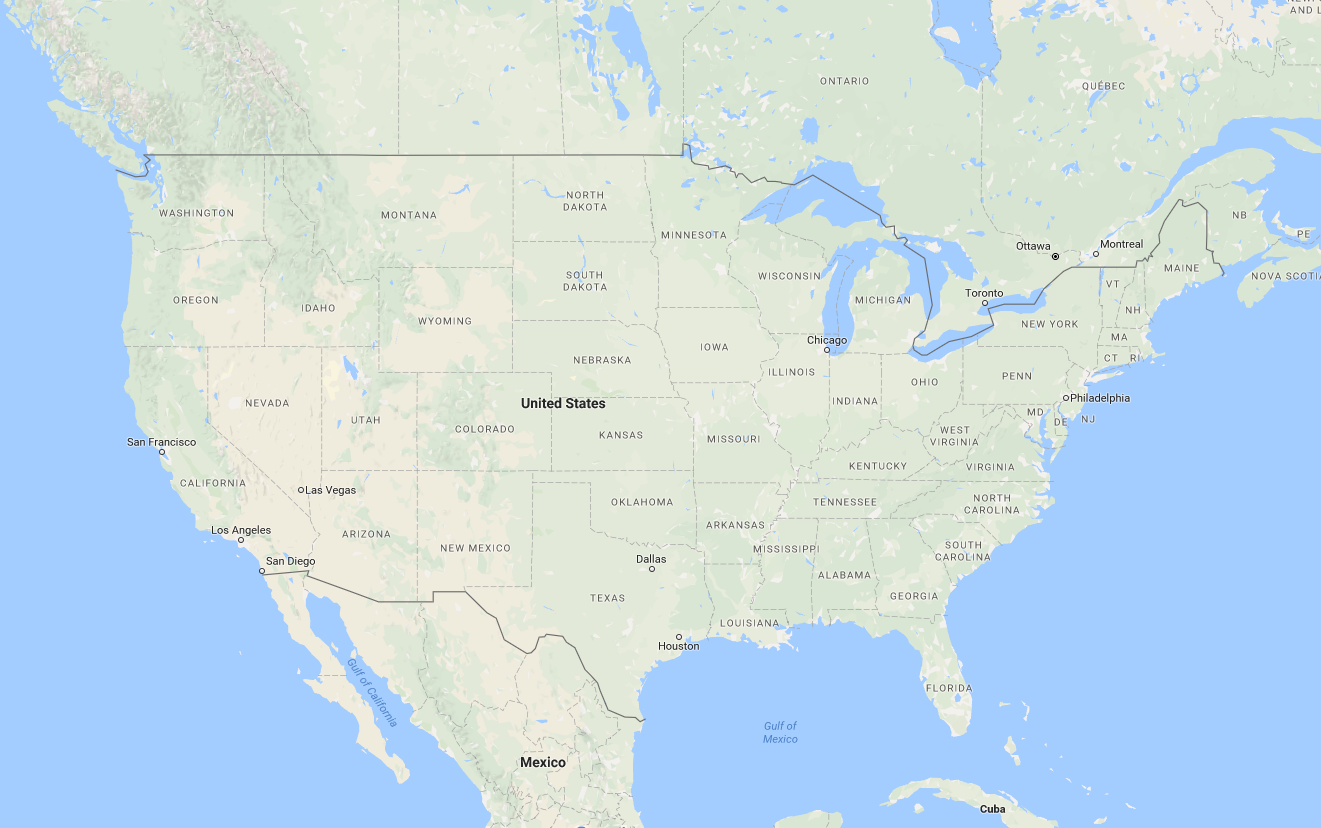 AND L
ONTARIO
QUÉBEC
WASHINGTON
MONTANA
NORTH
DAKOTA
MINNESOTA
NB
PE
Ottawa
Montreal
MAINE
NOVA SCOTI
WISCONSIN
SOUTH
DAKOTA
VT
OREGON
IDAHO
MICHIGAN
Toronto
NH
WYOMING
NEW YORK
MA
Chicago
IOWA
CT
RI
NEBRASKA
ILLINOIS
OHIO
PENN
NEVADA
United States
INDIANA
Philadelphia
MD
DE
NJ
UTAH
COLORADO
KANSAS
MISSOURI
WEST
VIRGINIA
San Francisco
KENTUCKY
VIRGINIA
CALIFORNIA
Las Vegas
OKLAHOMA
TENNESSEE
NORTH
CAROLINA
Los Angeles
ARIZONA
ARKANSAS
NEW MEXICO
MISSISSIPPI
SOUTH
CAROLINA
San Diego
Dallas
ALABAMA
TEXAS
GEORGIA
LOUISIANA
Houston
Gulf of California
FLORIDA
Gulf of
Mexico
Mexico
Cuba